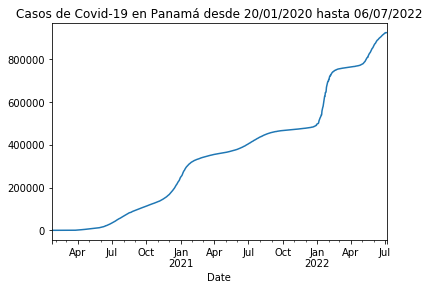 Casos de Covid-19 en Panamá desde 20/01/2020 hasta 06/07/2022
800000
600000
400000
200000
0
Apr Jul Oct Jan Apr Jul Oct Jan Apr Jul
2021 2022
Date